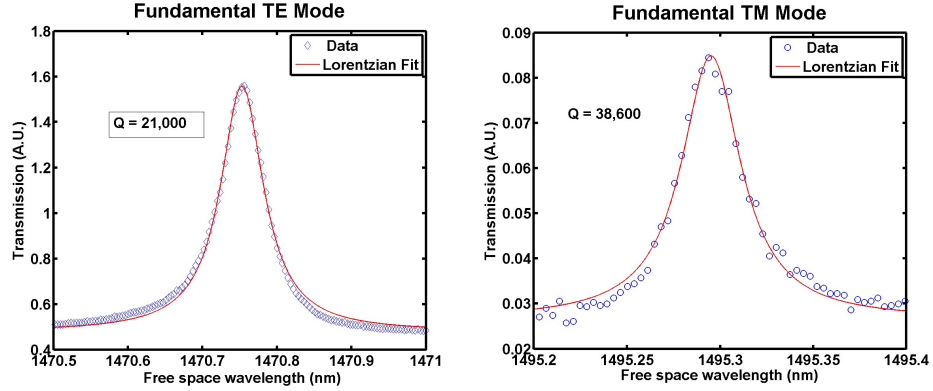 Fundamental TE Mode
Transmission (A.U.)
1.8
1.6
1.4
1.2
1
0.8
0.6
0.4
Data
Lorentzian Fit
Q = 21,000
1470.5 1470.6 1470.7 1470.8 1470.9 1471
Free space wavelength (nm)
Fundamental TM Mode
Transmission (A.U.)
0.09
0.08
0.07
0.06
0.05
0.04
0.03
0.02
Data
Lorentzian Fit
Q = 38,600
1495.2 1495.25 1495.3 1495.35 1495.4
Free space wavelength (nm)